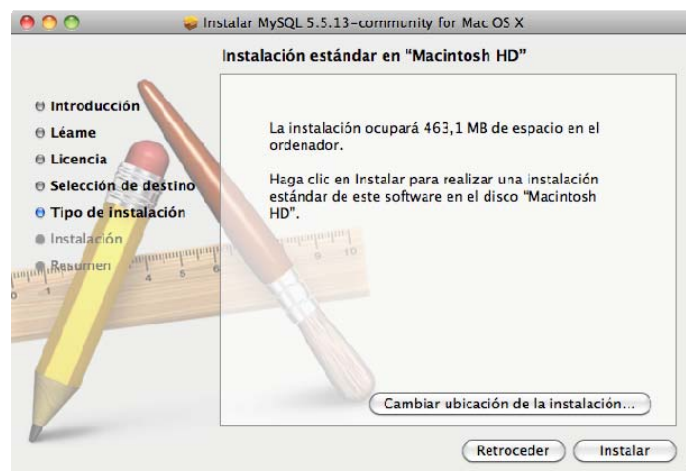 Instalar MySQL 5.5.13-community for Mac OS X
Instalación estándar en “Macintosh HD”
Introducción
Léame
Licencia
Selección de destino
Tipo de instalación
Instalación
Resumen
La instalación ocupará 463,1 MB de espacio en el
ordenador.
Haga clic en Instalar para realizar una instalación
estándar de este software en el disco “Macintosh
HD”.
Cambiar ubicación de la instalación...
Retroceder
Instalar